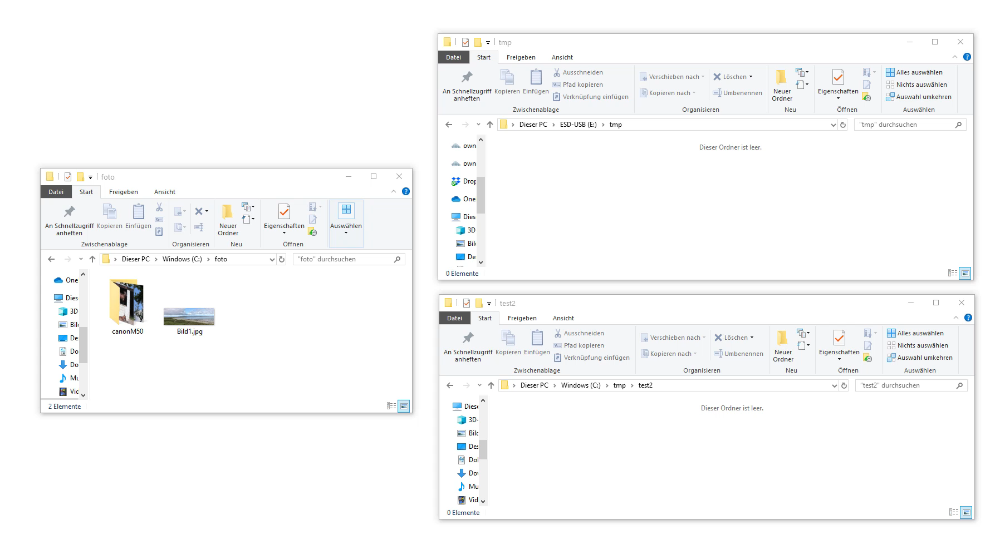 foto
Datei Start Freigeben Ansicht
An Schnellzugriff anheften
Kopieren
Einfügen
Neuer Ordner
Eigenschaften
Auswählen
Zwischenablage Organisieren Neu Öffnen
Dieser PC Windows (C:) foto "foto" durchsuchen
One
Dies
3D
Bil
De
Do
Do
Mu
Vid
canonM50 Bild1.jpg
2 Elemente
tmp
Datei Start Freigeben Ansicht
An Schnellzugriff anheften
Kopieren
Einfügen
Ausschneiden
Pfad kopieren
Verknüpfung einfügen
Verschieben nach
Kopieren nach
Löschen
Umbenennen
Neuer Ordner
Eigenschaften
Alles auswählen
Nichts auswählen
Auswahl umkehren
Zwischenablage Organisieren Neu Öffnen Auswählen
Dieser PC ESD-USB (E:) tmp "tmp" durchsuchen
own
own
Drop
One
Dies
3D
Bil
De
Dieser Ordner ist leer.
0 Elemente
test2
Datei Start Freigeben Ansicht
An Schnellzugriff anheften
Kopieren
Einfügen
Ausschneiden
Pfad kopieren
Verknüpfung einfügen
Verschieben nach
Kopieren nach
Löschen
Umbenennen
Neuer Ordner
Eigenschaften
Alles auswählen
Nichts auswählen
Auswahl umkehren
Zwischenablage Organisieren Neu Öffnen Auswählen
Dieser PC Windows (C:) tmp test2 "test2" durchsuchen
Diese
3D-
Bild
Des
Dol
Dov
Mu
Vid
Dieser Ordner ist leer.
0 Elemente